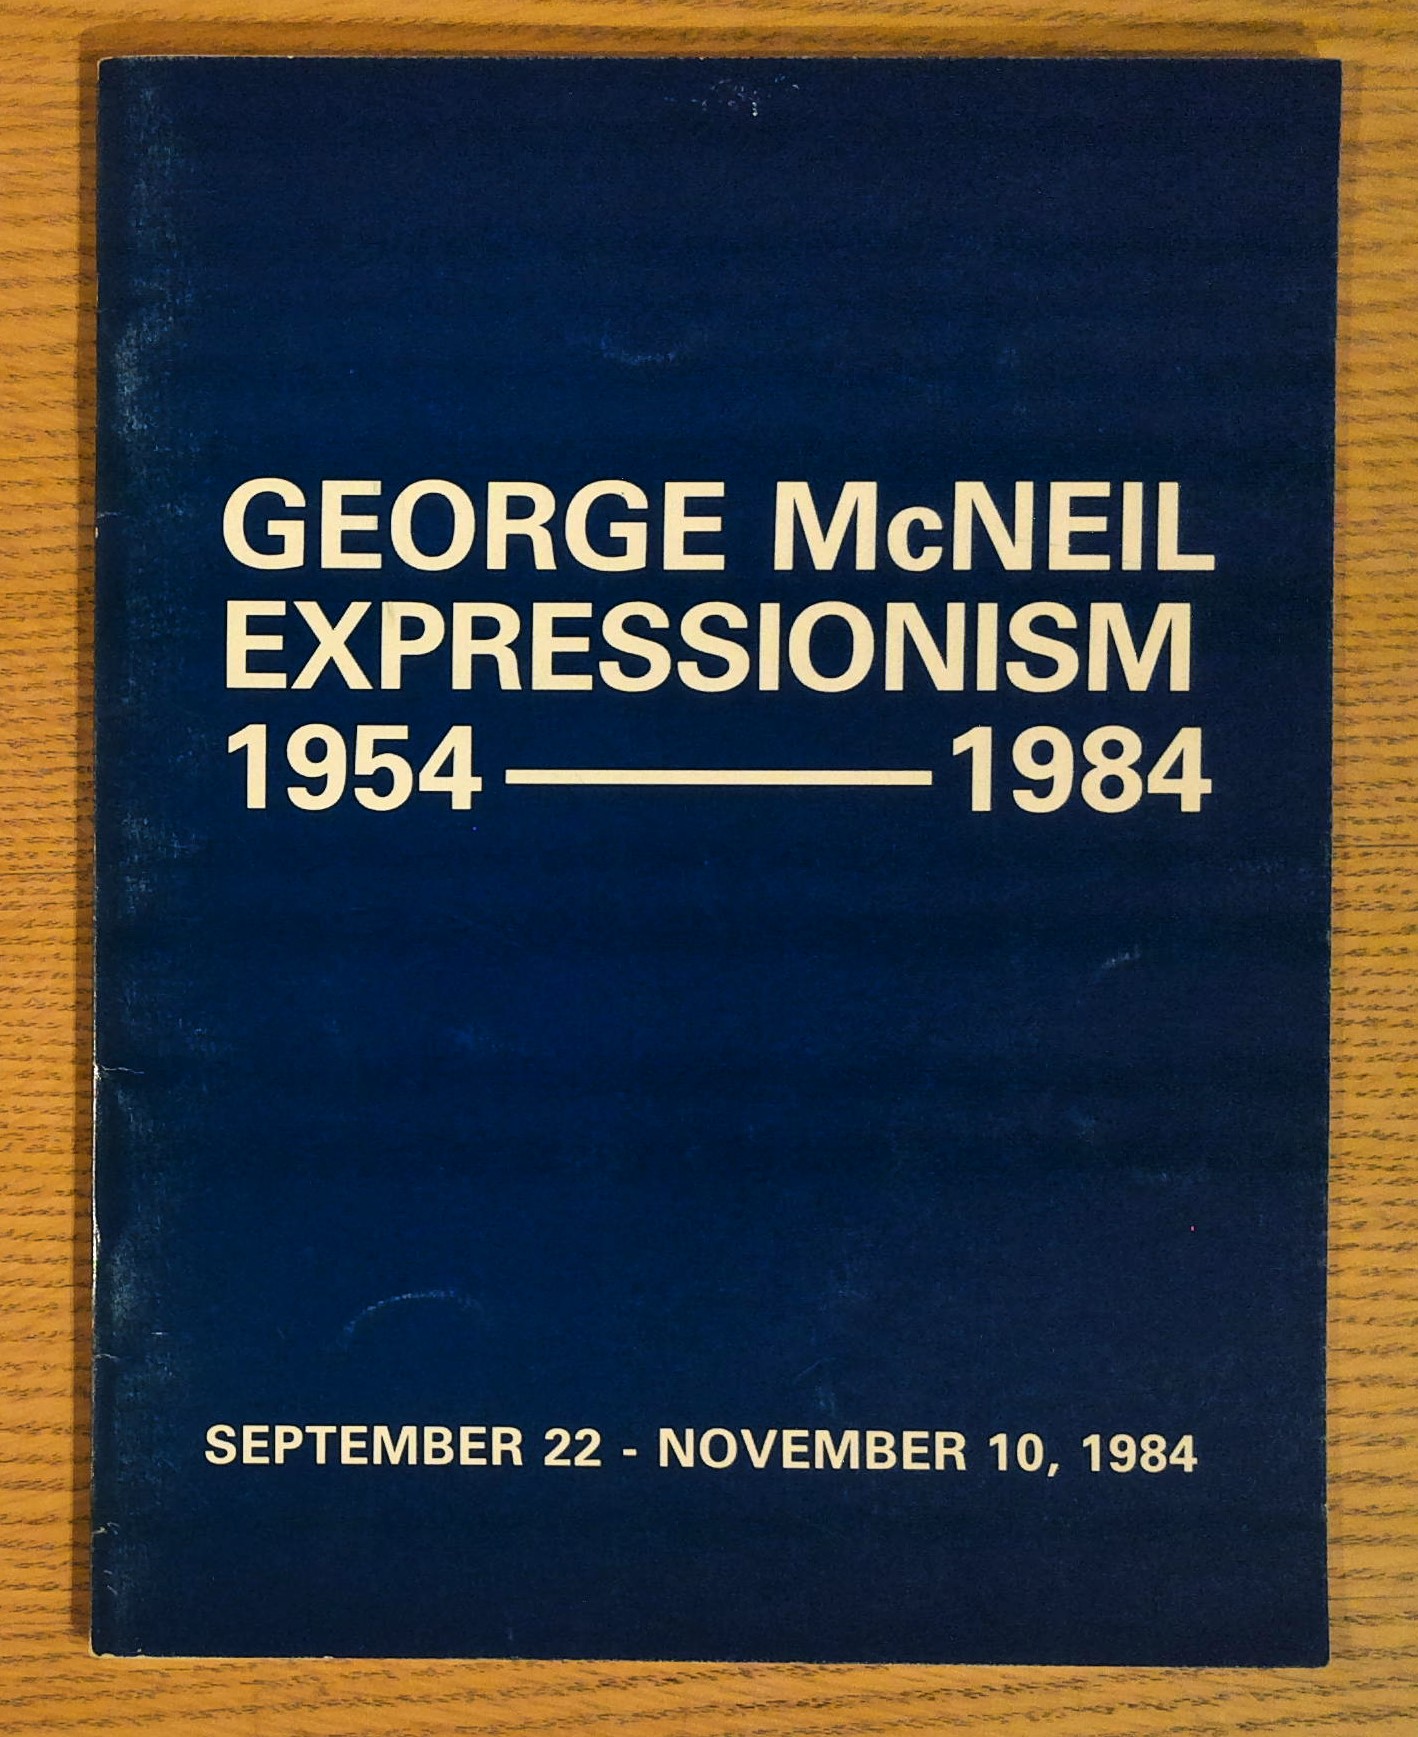 GEORGE McNEIL
EXPRESSIONISM
1954 — 1984
SEPTEMBER 22 - NOVEMBER 10, 1984